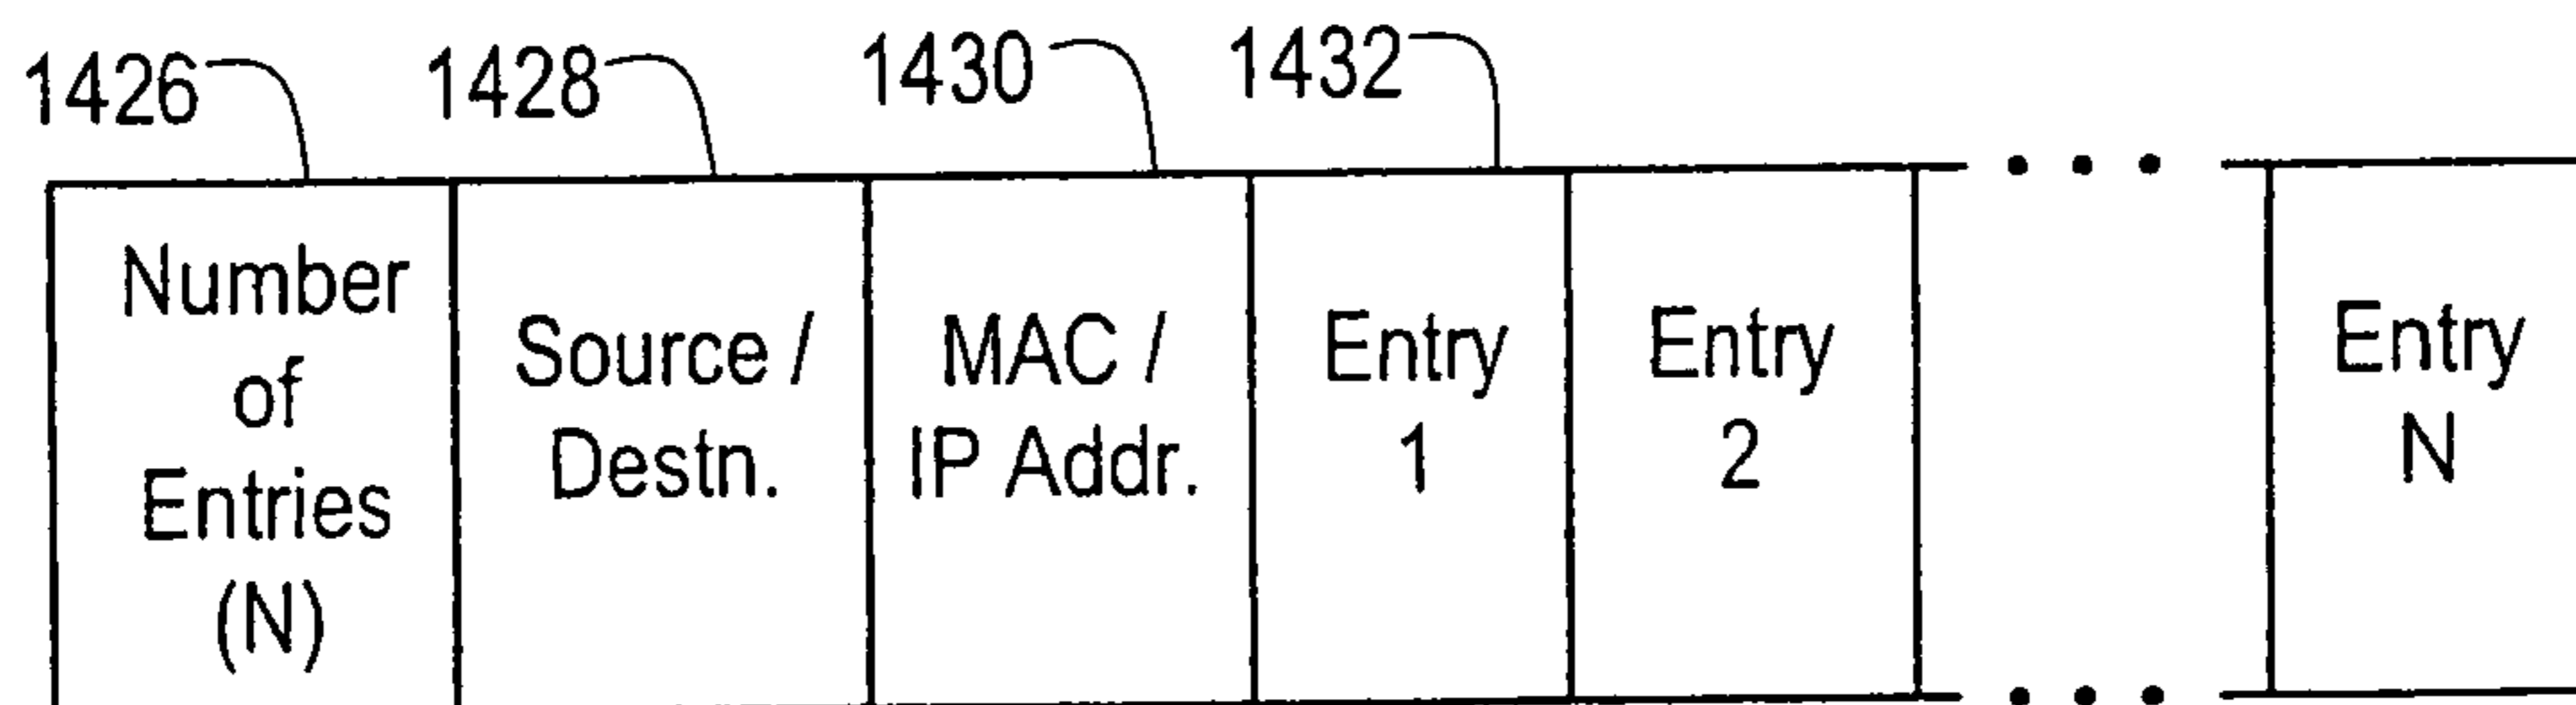 1426 1428 1430 1432
Number
of
Entries
(N)
Source /
Destn.
MAC /
IP Addr.
Entry
1
Entry
2
Entry
N